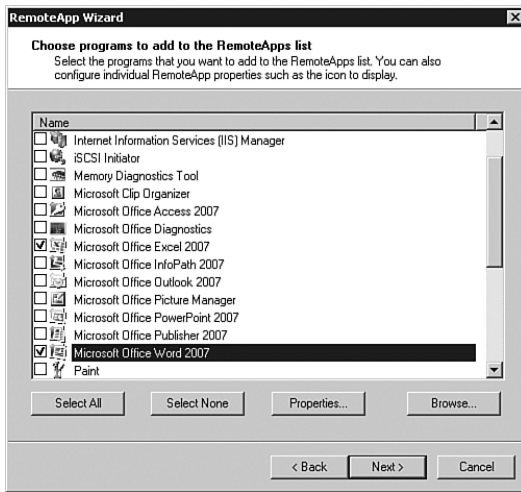 RemoteApp Wizard
Choose programs to add to the RemoteApps list
Select the programs that you want to add to the RemoteApps list. You can also
configure individual RemoteApp properties such as the icon to display.
Name
Internet Information Services (IIS) Manager
iSCSI Initiator
Memory Diagnostics Tool
Microsoft Clip Organizer
Microsoft Office Access 2007
Microsoft Office Diagnostics
Microsoft Office Excel 2007
Microsoft Office InfoPath 2007
Microsoft Office Outlook 2007
Microsoft Office Picture Manager
Microsoft Office PowerPoint 2007
Microsoft Office Publisher 2007
Microsoft Office Word 2007
Paint
Select All Select None Properties... Browse...
< Back Next > Cancel